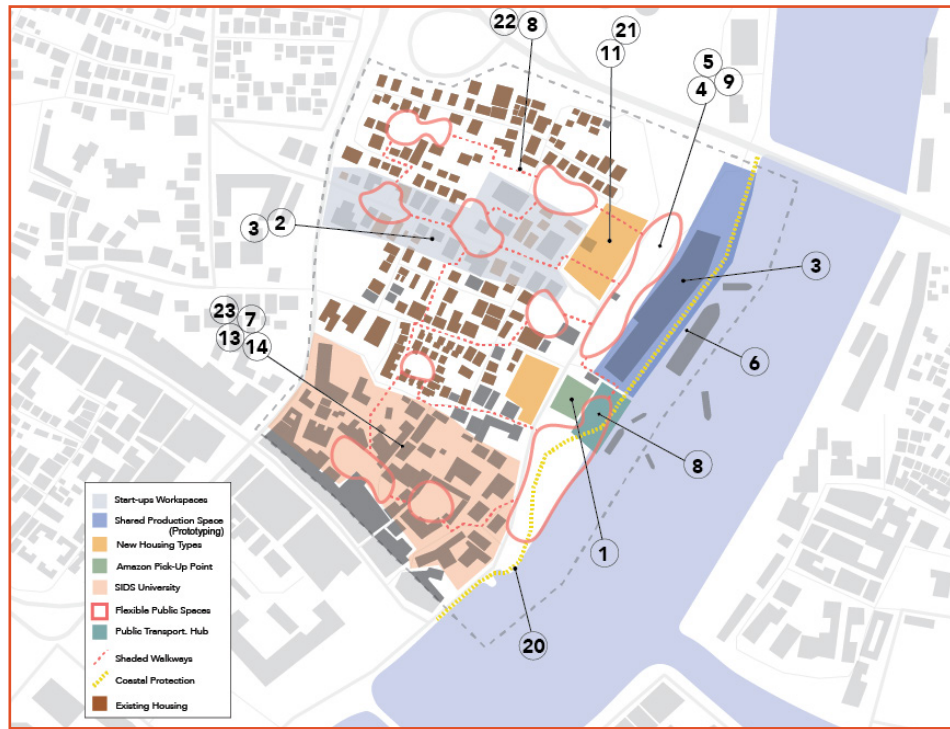 22 8
21
11
5
4 9
3 2
3
23 7
13 14
6
8
1
20
Start-ups Workspaces
Shared Production Space
(Prototyping)
New Housing Types
Amazon Pick-Up Point
SIDS University
Flexible Public Spaces
Public Transport. Hub
Shaded Walkways
Coastal Protection
Existing Housing